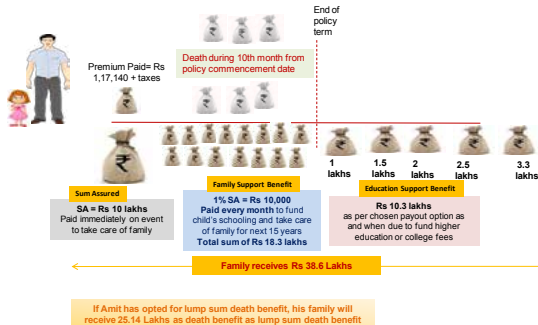 End of
policy
term
Premium Paid= Rs
1,17,140 + taxes
Death during 10th month from
policy commencement date
1
lakhs
1.5
lakhs
2
lakhs
2.5
lakhs
3.3
lakhs
Sum Assured
SA = Rs 10 lakhs
Paid immediately on event
to take care of family
Family Support Benefit
1% SA = Rs 10,000
Paid every month to fund
child's schooling and take care
of family for next 15 years
Total sum of Rs 18.3 lakhs
Education Support Benefit
Rs 10.3 lakhs
as per chosen payout option as
and when due to fund higher
education or college fees
Family receives Rs 38.6 Lakhs
If Amit has opted for lump sum death benefit, his family will
receive 25.14 Lakhs as death benefit as lump sum death benefit